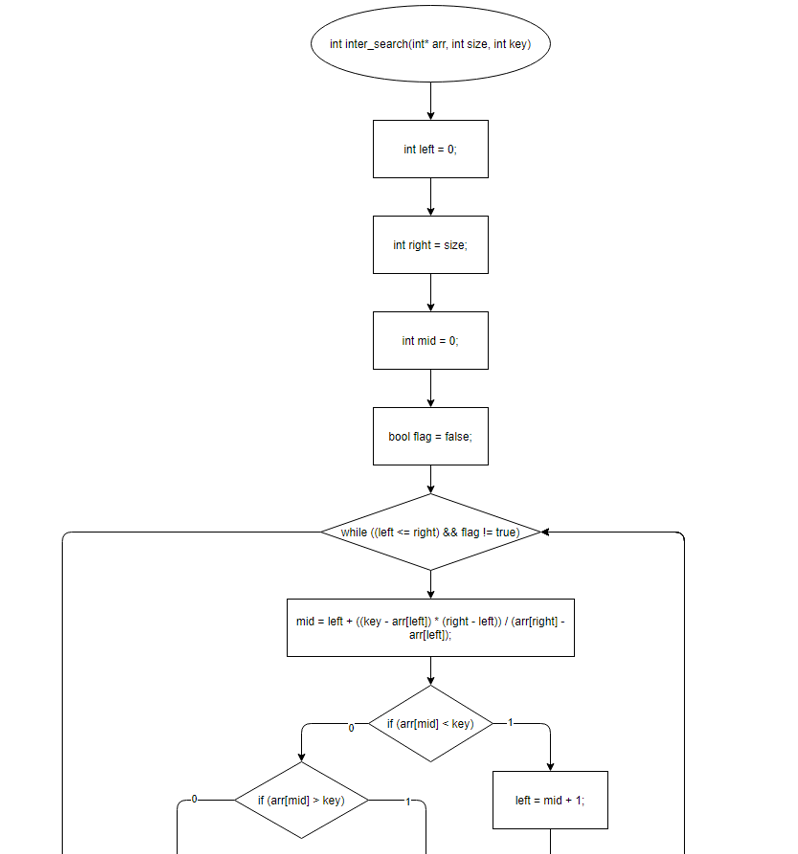 int inter_search(int* arr, int size, int key)
int left = 0;
int right = size;
int mid = 0;
bool flag = false;
while ((left <= right) && flag != true)
mid = left + ((key - arr[left]) * (right - left)) / (arr[right] -
arr[left]);
0
if (arr[mid] < key)
1
0
if (arr[mid] > key)
1
left = mid + 1;